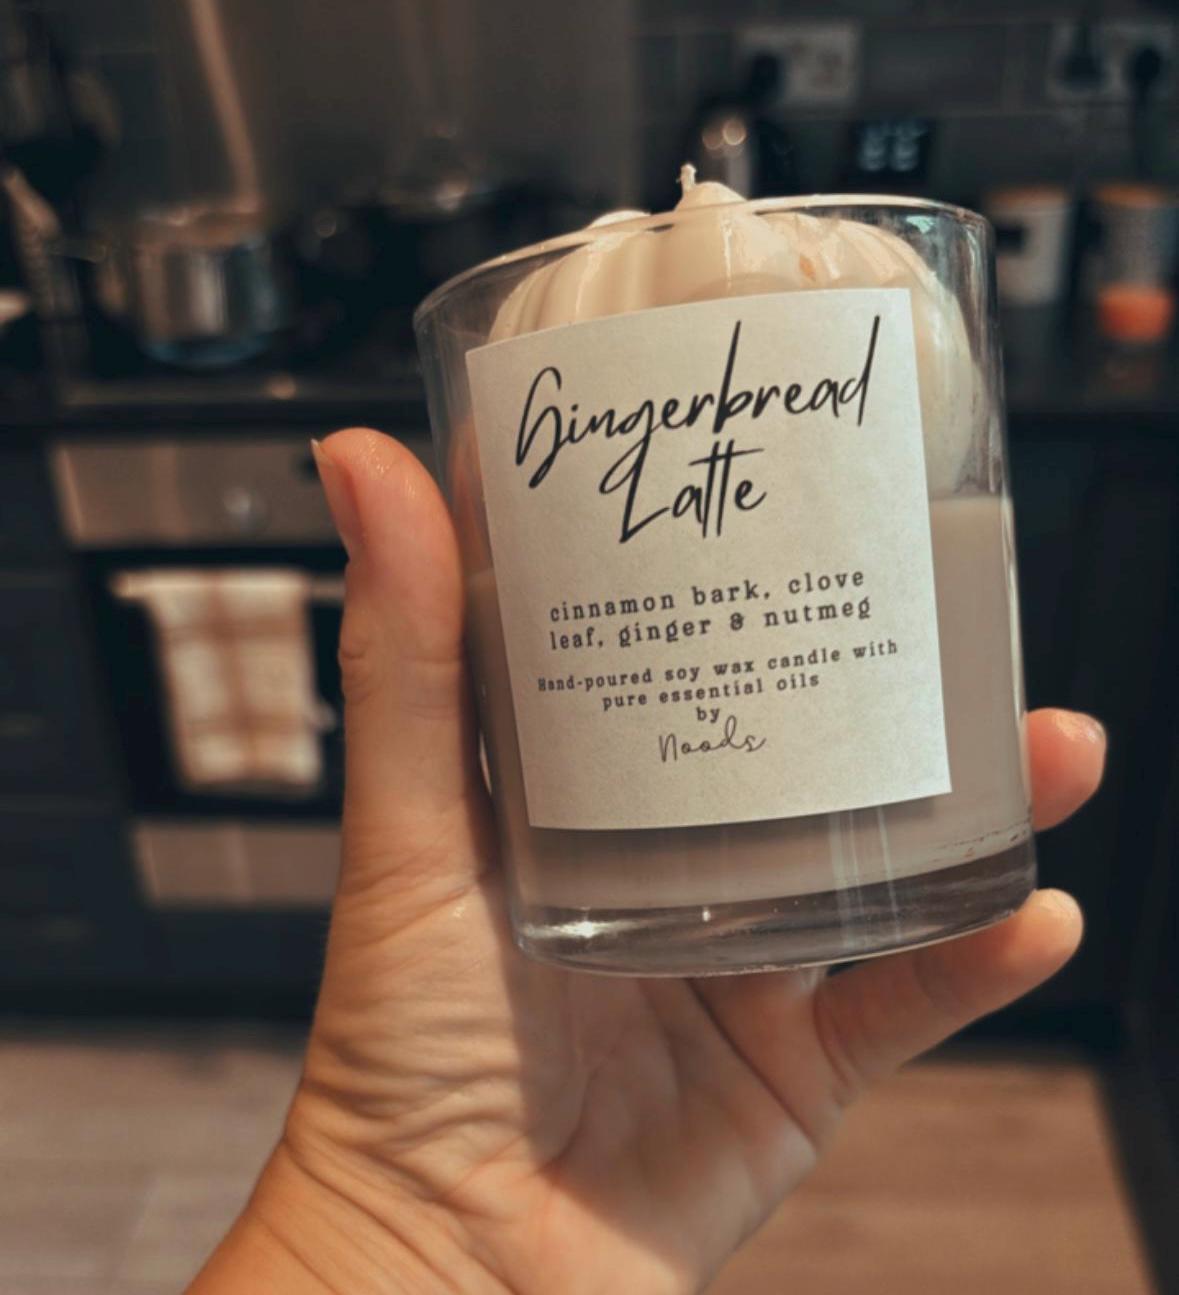 Gingerbread
Latte
cinnamon bark, clove
leaf, ginger & nutmeg
Hand-poured soy wax candle with
pure essential oils
by
Noods